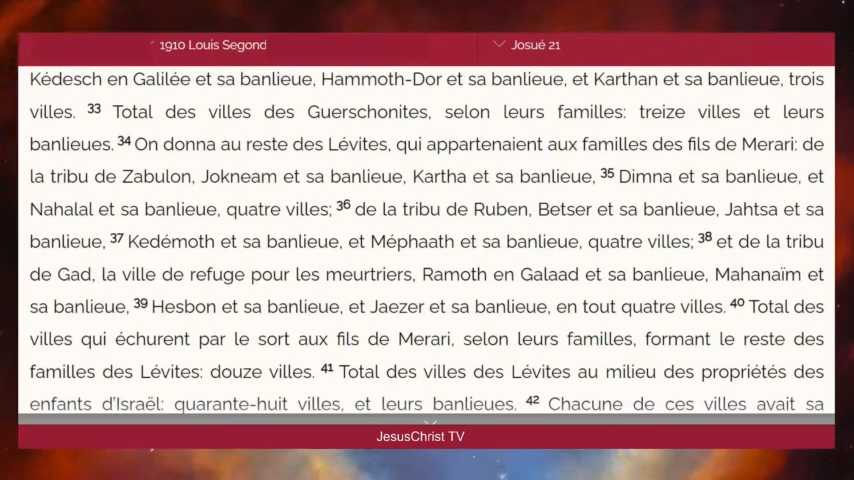 1910 Louis Segond
Josué 21
Kédesch en Galilée et sa banlieue, Hammoth-Dor et sa banlieue, et Karthan et sa banlieue, trois
villes. 33 Total des villes des Guerschonites, selon leurs familles: treize villes et leurs
banlieues. 34 On donna au reste des Lévites, qui appartenaient aux familles des fils de Merari: de
la tribu de Zabulon, Jokneam et sa banlieue, Kartha et sa banlieue, 35 Dimna et sa banlieue, et
Nahalal et sa banlieue, quatre villes; 36 de la tribu de Ruben, Betser et sa banlieue, Jahtsa et sa
banlieue, 37 Kedémoth et sa banlieue, et Méphaath et sa banlieue, quatre villes; 38 et de la tribu
de Gad, la ville de refuge pour les meurtriers, Ramoth en Galaad et sa banlieue, Mahanaïm et
sa banlieue, 39 Hesbon et sa banlieue, et Jaezer et sa banlieue, en tout quatre villes. 40 Total des
villes qui échurent par le sort aux fils de Merari, selon leurs familles, formant le reste des
familles des Lévites: douze villes. 41 Total des villes des Lévites au milieu des propriétés des
enfants d'Israël: quarante-huit villes, et leurs banlieues. 42 Chacune de ces villes avait sa
JesusChrist TV